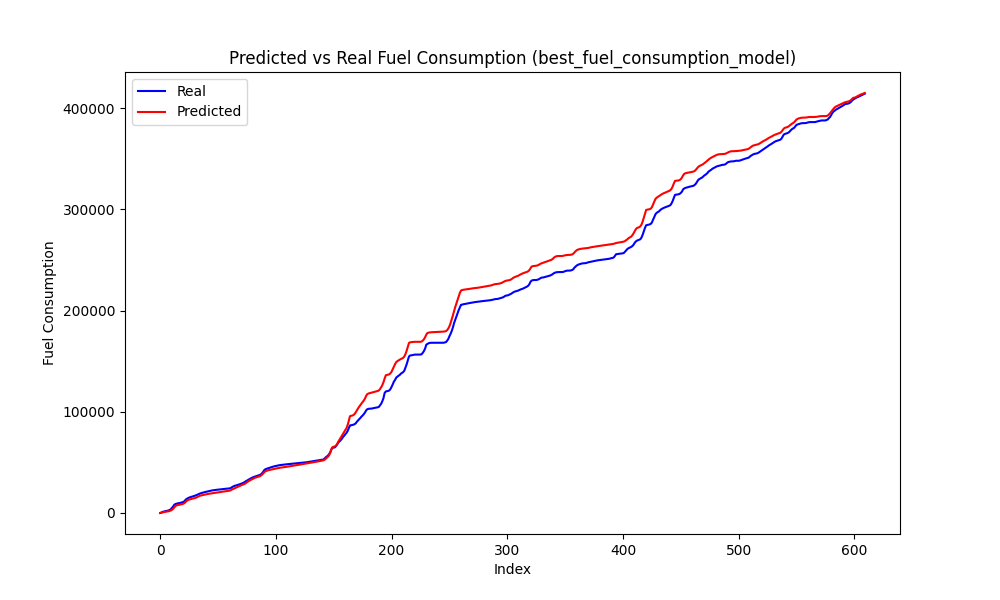 Predicted vs Real Fuel Consumption (best_fuel_consumption_model)
Real
Predicted
400000
300000
200000
100000
0
Fuel Consumption
0 100 200 300 400 500 600
Index